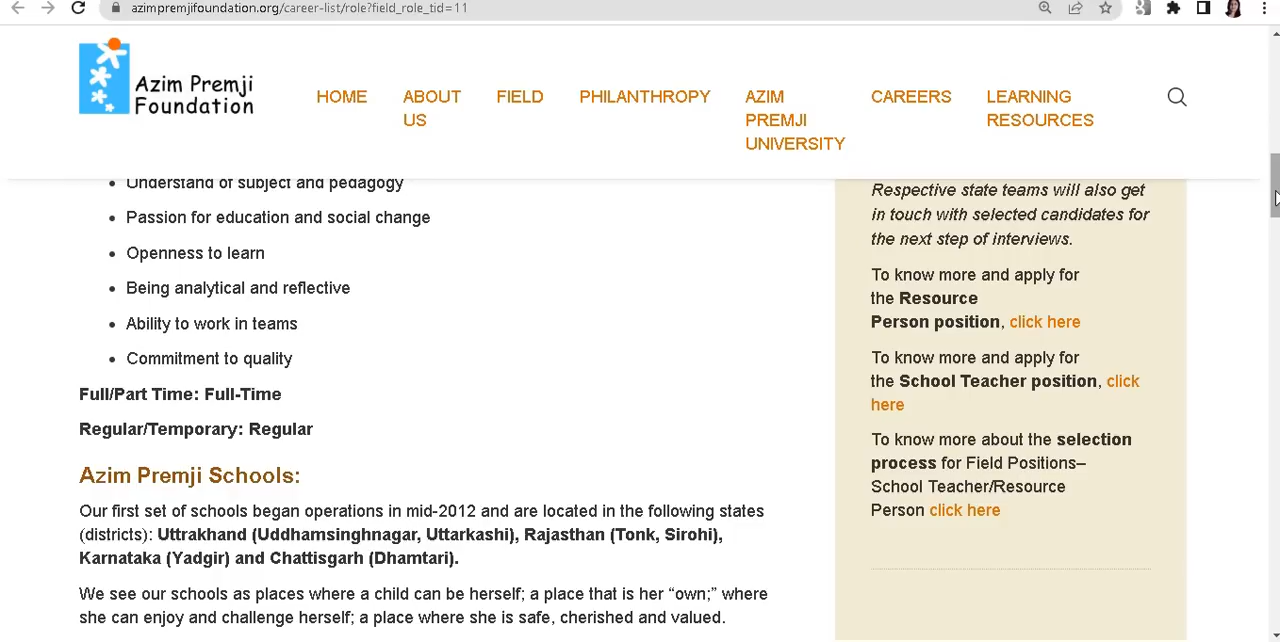 azimpremjifoundation.org/career-list/role?field_role_tid=11
Azim Premji
Foundation
HOME
ABOUT
US
FIELD
PHILANTHROPY
AZIM
PREMJI
UNIVERSITY
CAREERS
LEARNING
RESOURCES
• Understand of subject and pedagogy
• Passion for education and social change
• Openness to learn
• Being analytical and reflective
• Ability to work in teams
• Commitment to quality
Full/Part Time: Full-Time
Regular/Temporary: Regular
Azim Premji Schools:
Our first set of schools began operations in mid-2012 and are located in the following states
(districts): Uttrakhand (Uddhamsinghnagar, Uttarkashi), Rajasthan (Tonk, Sirohi),
Karnataka (Yadgir) and Chattisgarh (Dhamtari).
We see our schools as places where a child can be herself; a place that is her “own;” where
she can enjoy and challenge herself; a place where she is safe, cherished and valued.
Respective state teams will also get
in touch with selected candidates for
the next step of interviews.
To know more and apply for
the Resource
Person position, click here
To know more and apply for
the School Teacher position, click
here
To know more about the selection
process for Field Positions–
School Teacher/Resource
Person click here